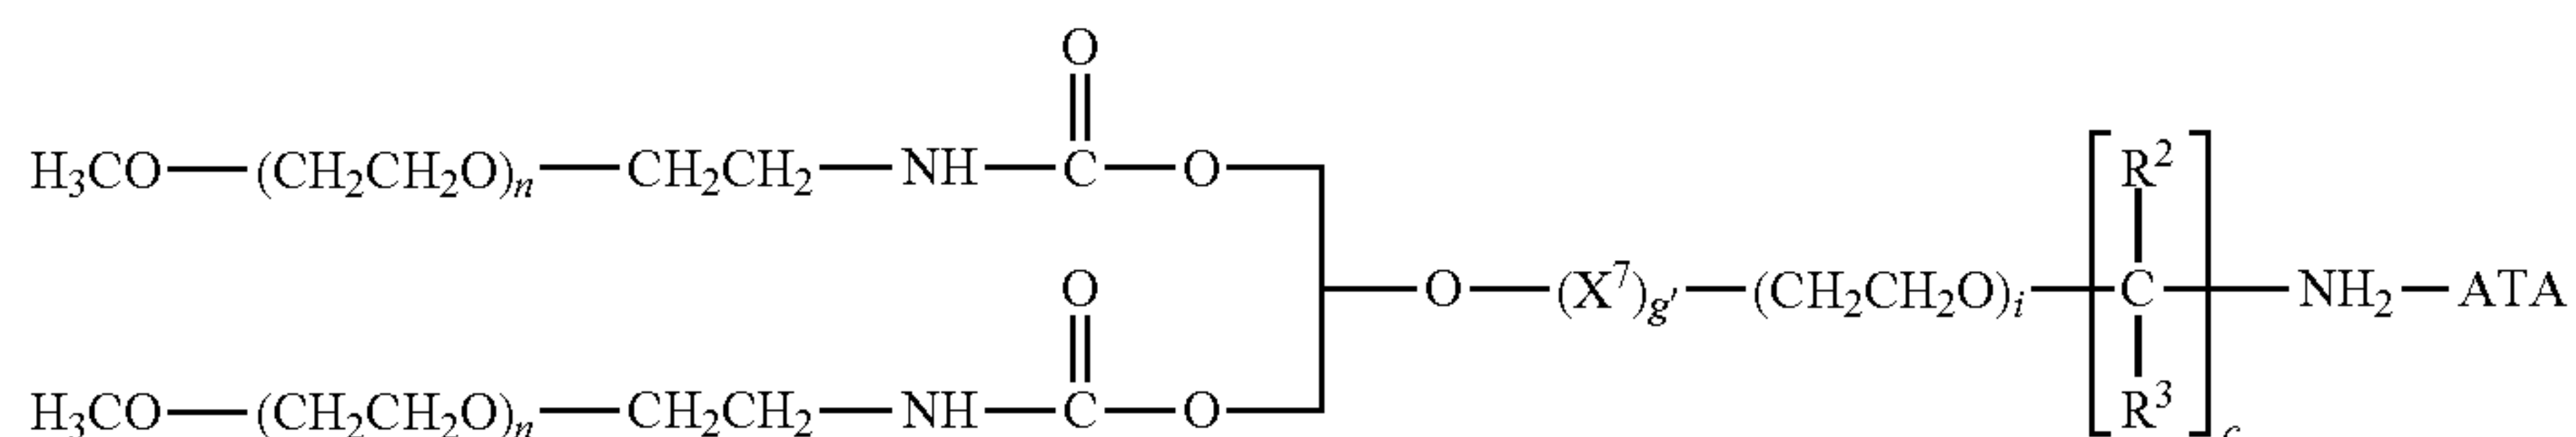 O
H₃CO—(CH₂CH₂O)ₙ—CH₂CH₂—NH—C—O
R²
O
O—(X⁷)g'—(CH₂CH₂O)ᵢ—C—NH₂—ATA
H₃CO—(CH₂CH₂O)ₙ—CH₂CH₂—NH—C—O
R³